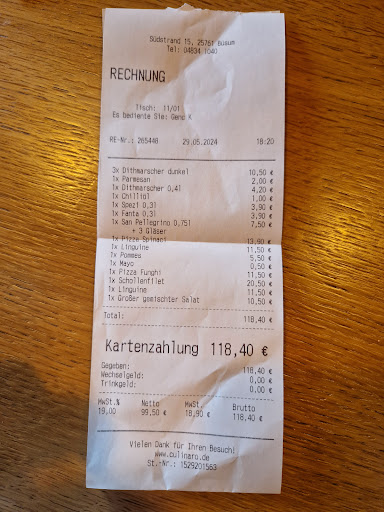 Südstrand 15, 25761 Büsum
Tel: 04834 1040
RECHNUNG
Tisch: 11/01
Es bediente Sie: Geno K
RE-Nr.: 265448 29.06.2024 18:20
3x Dithmarscher dunkel 10,50 €
1x Parmesan 2,00 €
1x Dithmarscher 0,4l 4,20 €
1x Chilliöl 1,00 €
1x Spezi 0,3l 3,90 €
1x Fanta 0,3l 3,90 €
1x San Pellegrino 0,75l 7,50 €
+ 3 Gläser
1x Pizza Spinaci 13,90 €
1x Linguine 11,50 €
1x Pommes 5,50 €
1x Mayo 0,50 €
1x Pizza Funghi 11,50 €
1x Schollenfilet 20,50 €
1x Linguine 11,50 €
1x Großer gemischter Salat 10,50 €
Total: 118,40 €
Kartenzahlung 118,40 €
Gegeben: 118,40 €
Wechselgeld: 0,00 €
Trinkgeld: 0,00 €
MwSt.% Netto MwSt. Brutto
19,00 99,50 € 18,90 € 118,40 €
Vielen Dank für Ihren Besuch!
www.culinaro.de
St.-Nr.: 1529201563